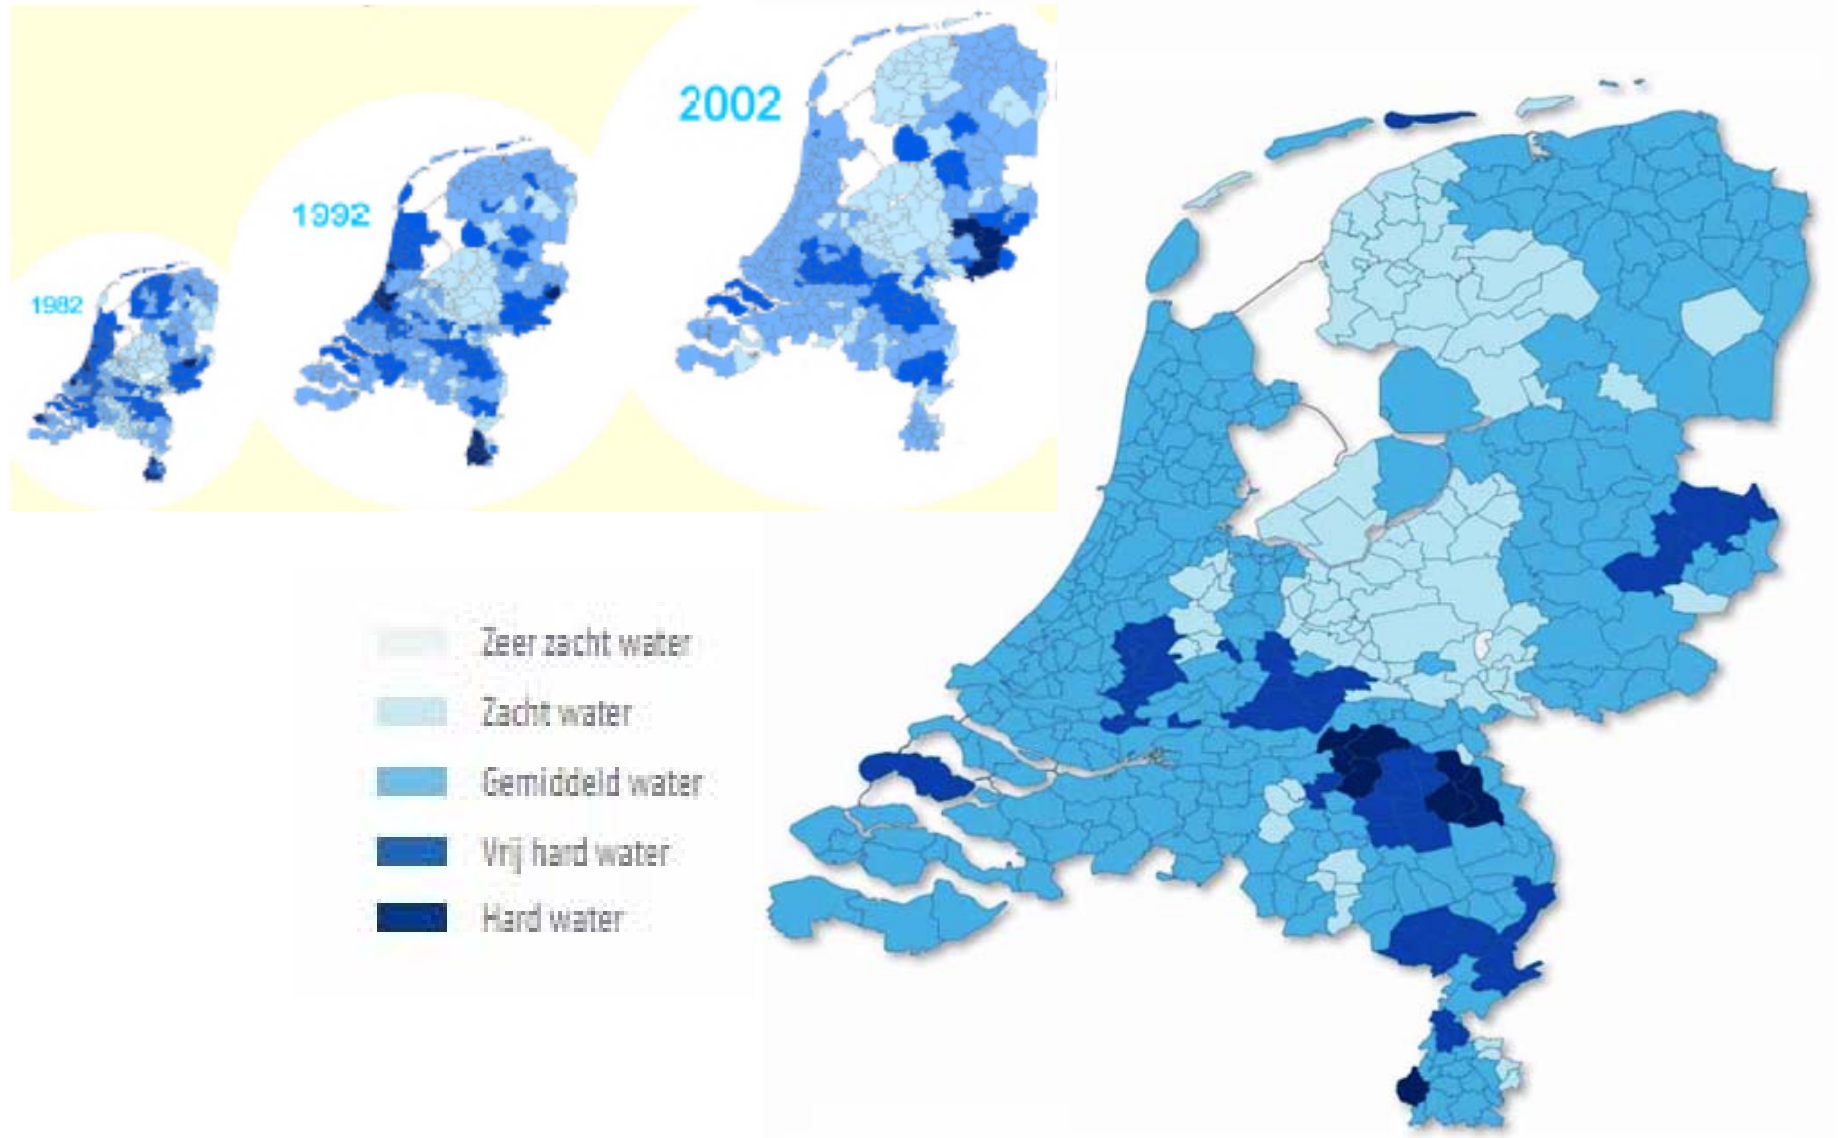 1982
1992
2002
Zeer zacht water
Zacht water
Gemiddeld water
Vrij hard water
Hard water